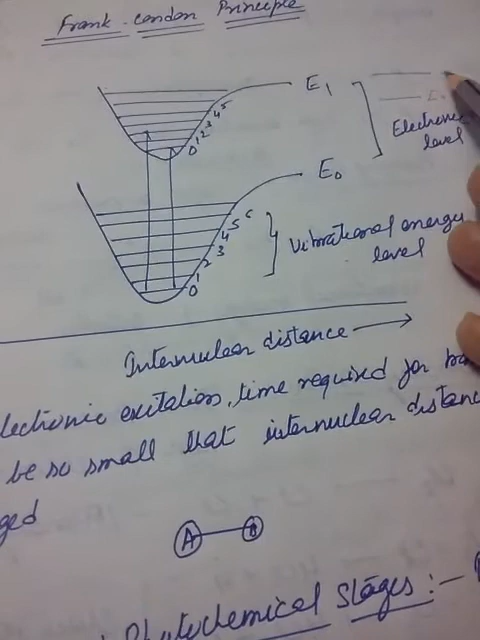 Frank-Condon Principle
E1
E
Electronic
level
0 1 2 3 4 5
E0
0 1 2 3 4 5 6
Vibrational energy
level
Internuclear distance
electronic exitation, time required for
be so small that internuclear distance
ged
A B
Photochemical Stages :-